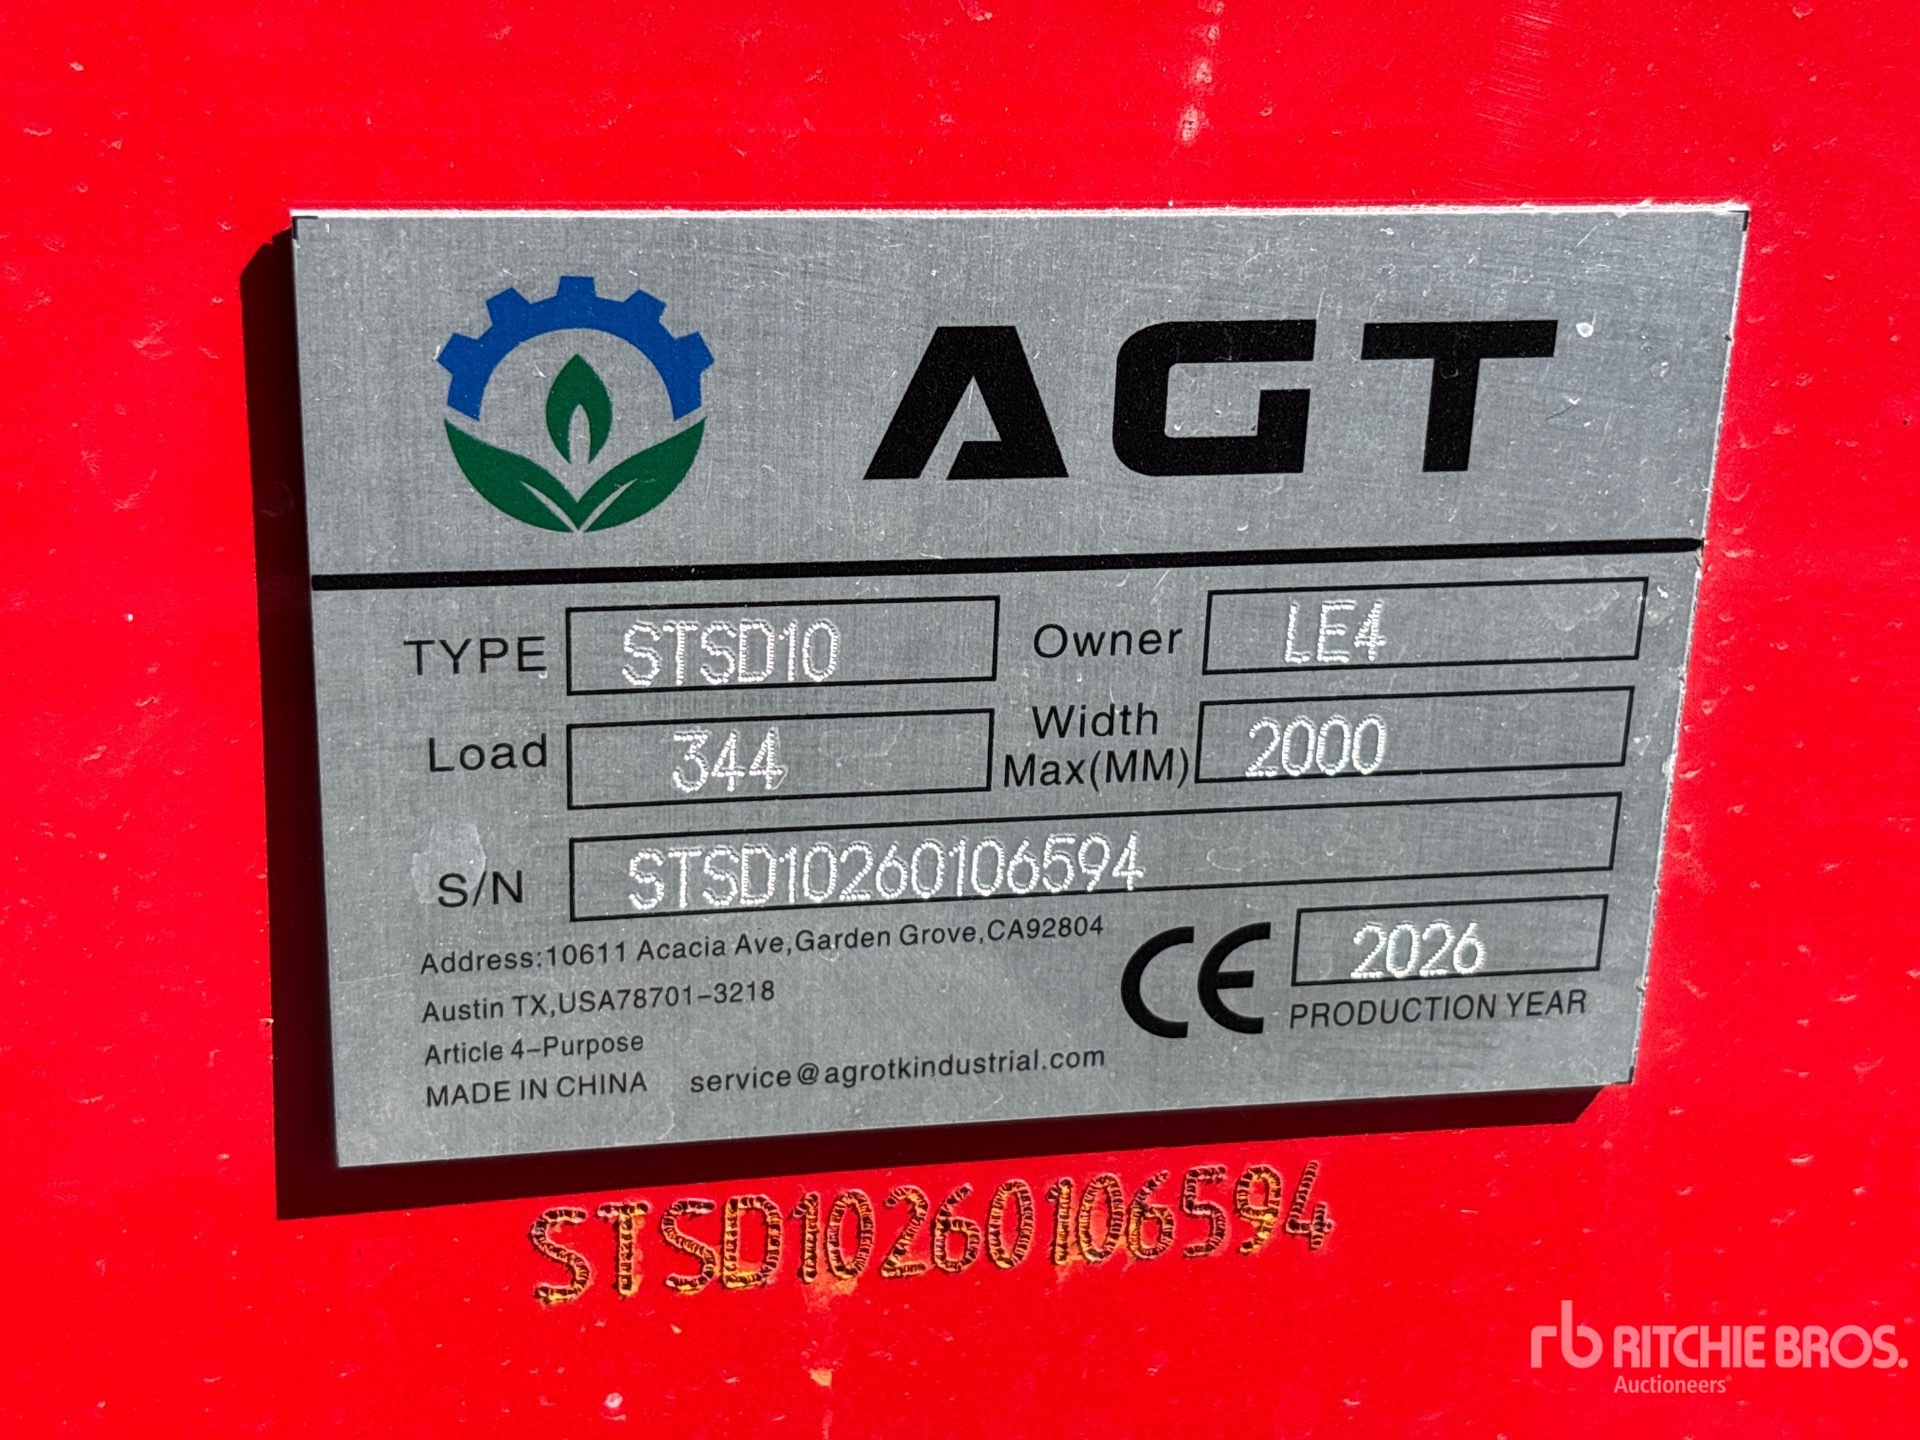 AGT
TYPE STSD10 Owner LE4
Load 344 Width Max(MM) 2000
S/N STSD10260106594
Address:10611 Acacia Ave,Garden Grove,CA92804
Austin TX,USA78701-3218
Article 4-Purpose
MADE IN CHINA service@agrotkindustrial.com
CE 2026
PRODUCTION YEAR
STSD10260106594
rb RITCHIE BROS.
Auctioneers